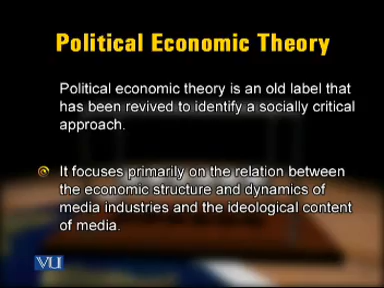 Political Economic Theory
Political economic theory is an old label that
has been revived to identify a socially critical
approach.
It focuses primarily on the relation between
the economic structure and dynamics of
media industries and the ideological content
of media.
VU